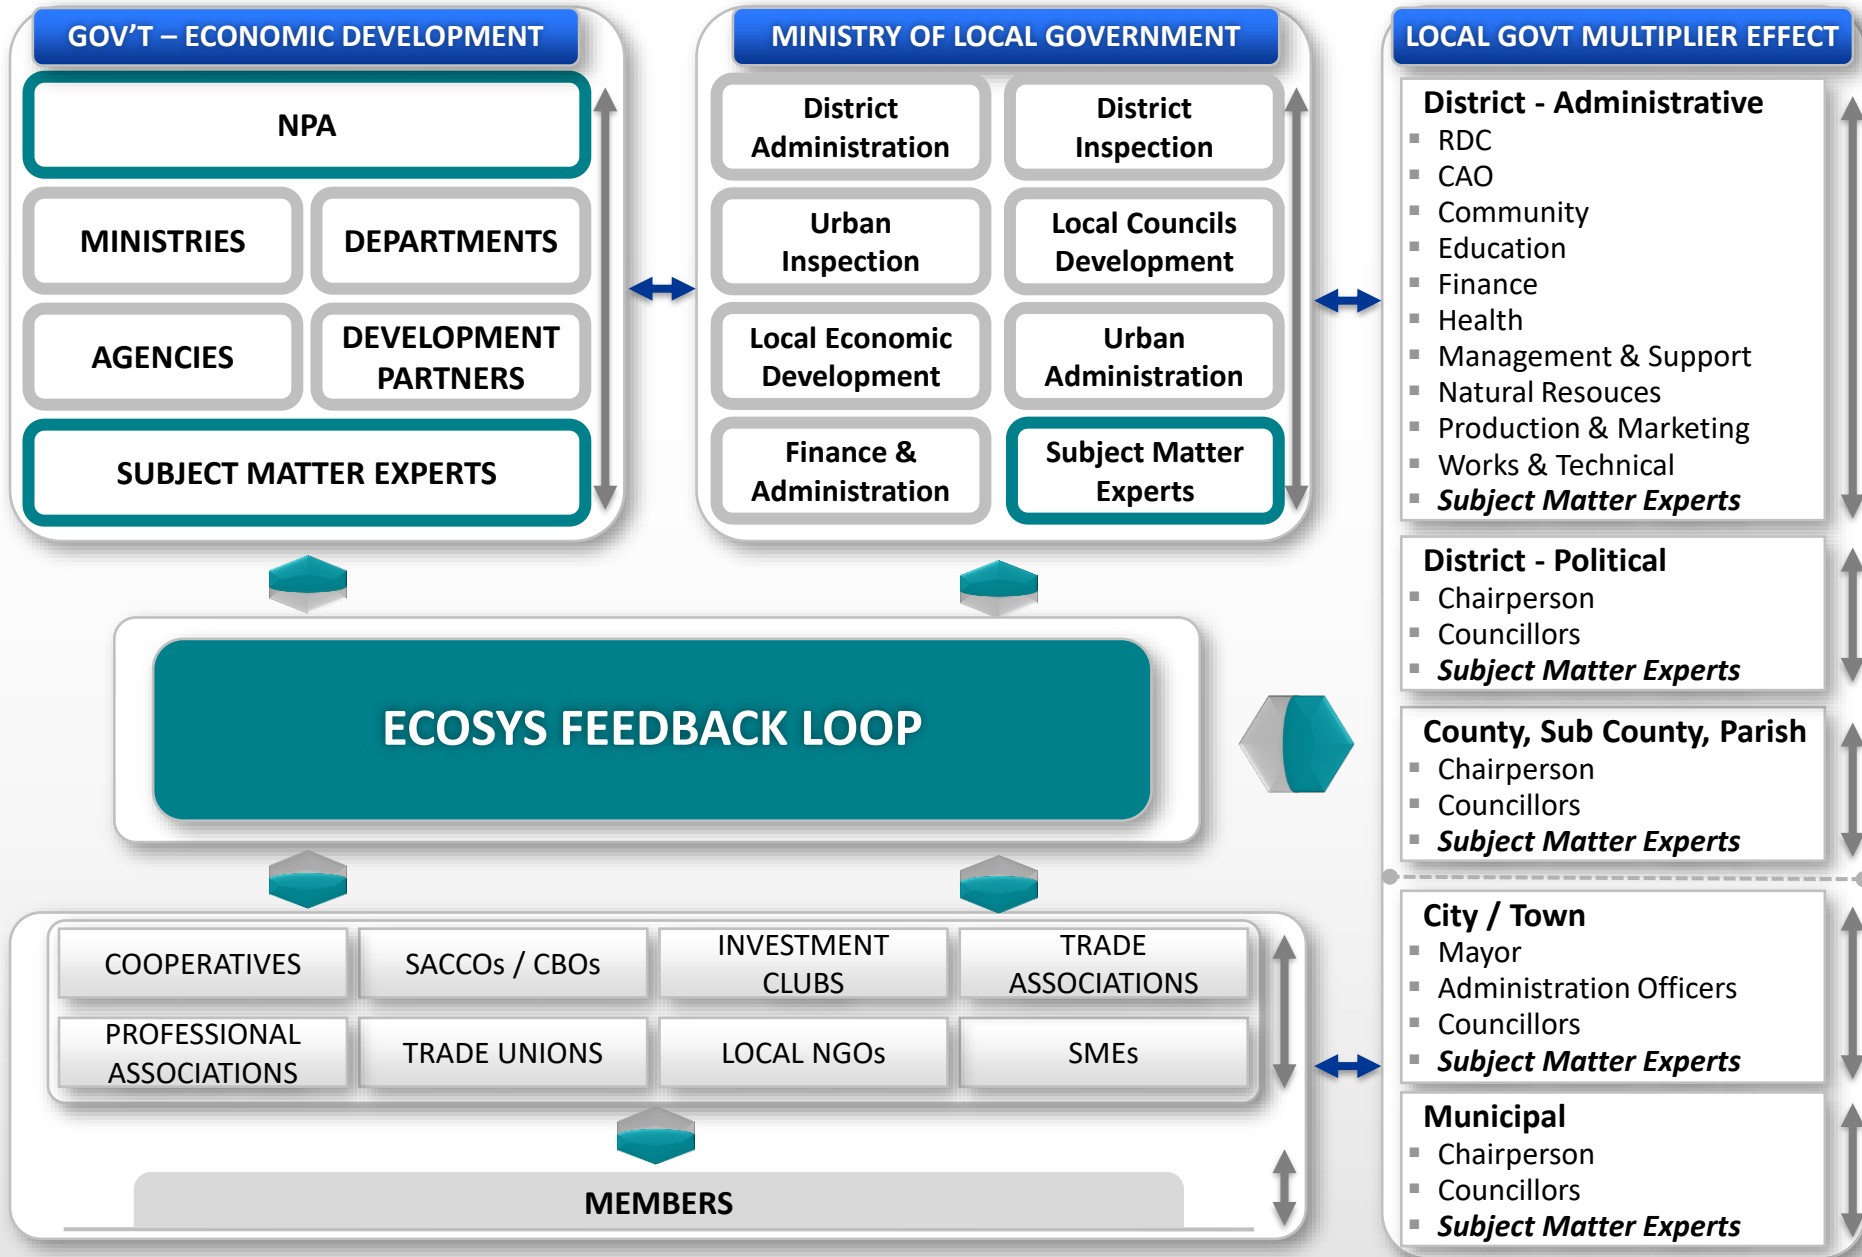 GOV'T – ECONOMIC DEVELOPMENT
NPA
MINISTRIES
DEPARTMENTS
AGENCIES
DEVELOPMENT
PARTNERS
SUBJECT MATTER EXPERTS
MINISTRY OF LOCAL GOVERNMENT
District
Administration
District
Inspection
Urban
Inspection
Local Councils
Development
Local Economic
Development
Urban
Administration
Finance &
Administration
Subject Matter
Experts
LOCAL GOVT MULTIPLIER EFFECT
District - Administrative
▪ RDC
▪ CAO
▪ Community
▪ Education
▪ Finance
▪ Health
▪ Management & Support
▪ Natural Resouces
▪ Production & Marketing
▪ Works & Technical
▪ Subject Matter Experts
District - Political
▪ Chairperson
▪ Councillors
▪ Subject Matter Experts
County, Sub County, Parish
▪ Chairperson
▪ Councillors
▪ Subject Matter Experts
City / Town
▪ Mayor
▪ Administration Officers
▪ Councillors
▪ Subject Matter Experts
Municipal
▪ Chairperson
▪ Councillors
▪ Subject Matter Experts
ECOSYS FEEDBACK LOOP
COOPERATIVES
SACCOs / CBOs
INVESTMENT
CLUBS
TRADE
ASSOCIATIONS
PROFESSIONAL
ASSOCIATIONS
TRADE UNIONS
LOCAL NGOs
SMEs
MEMBERS